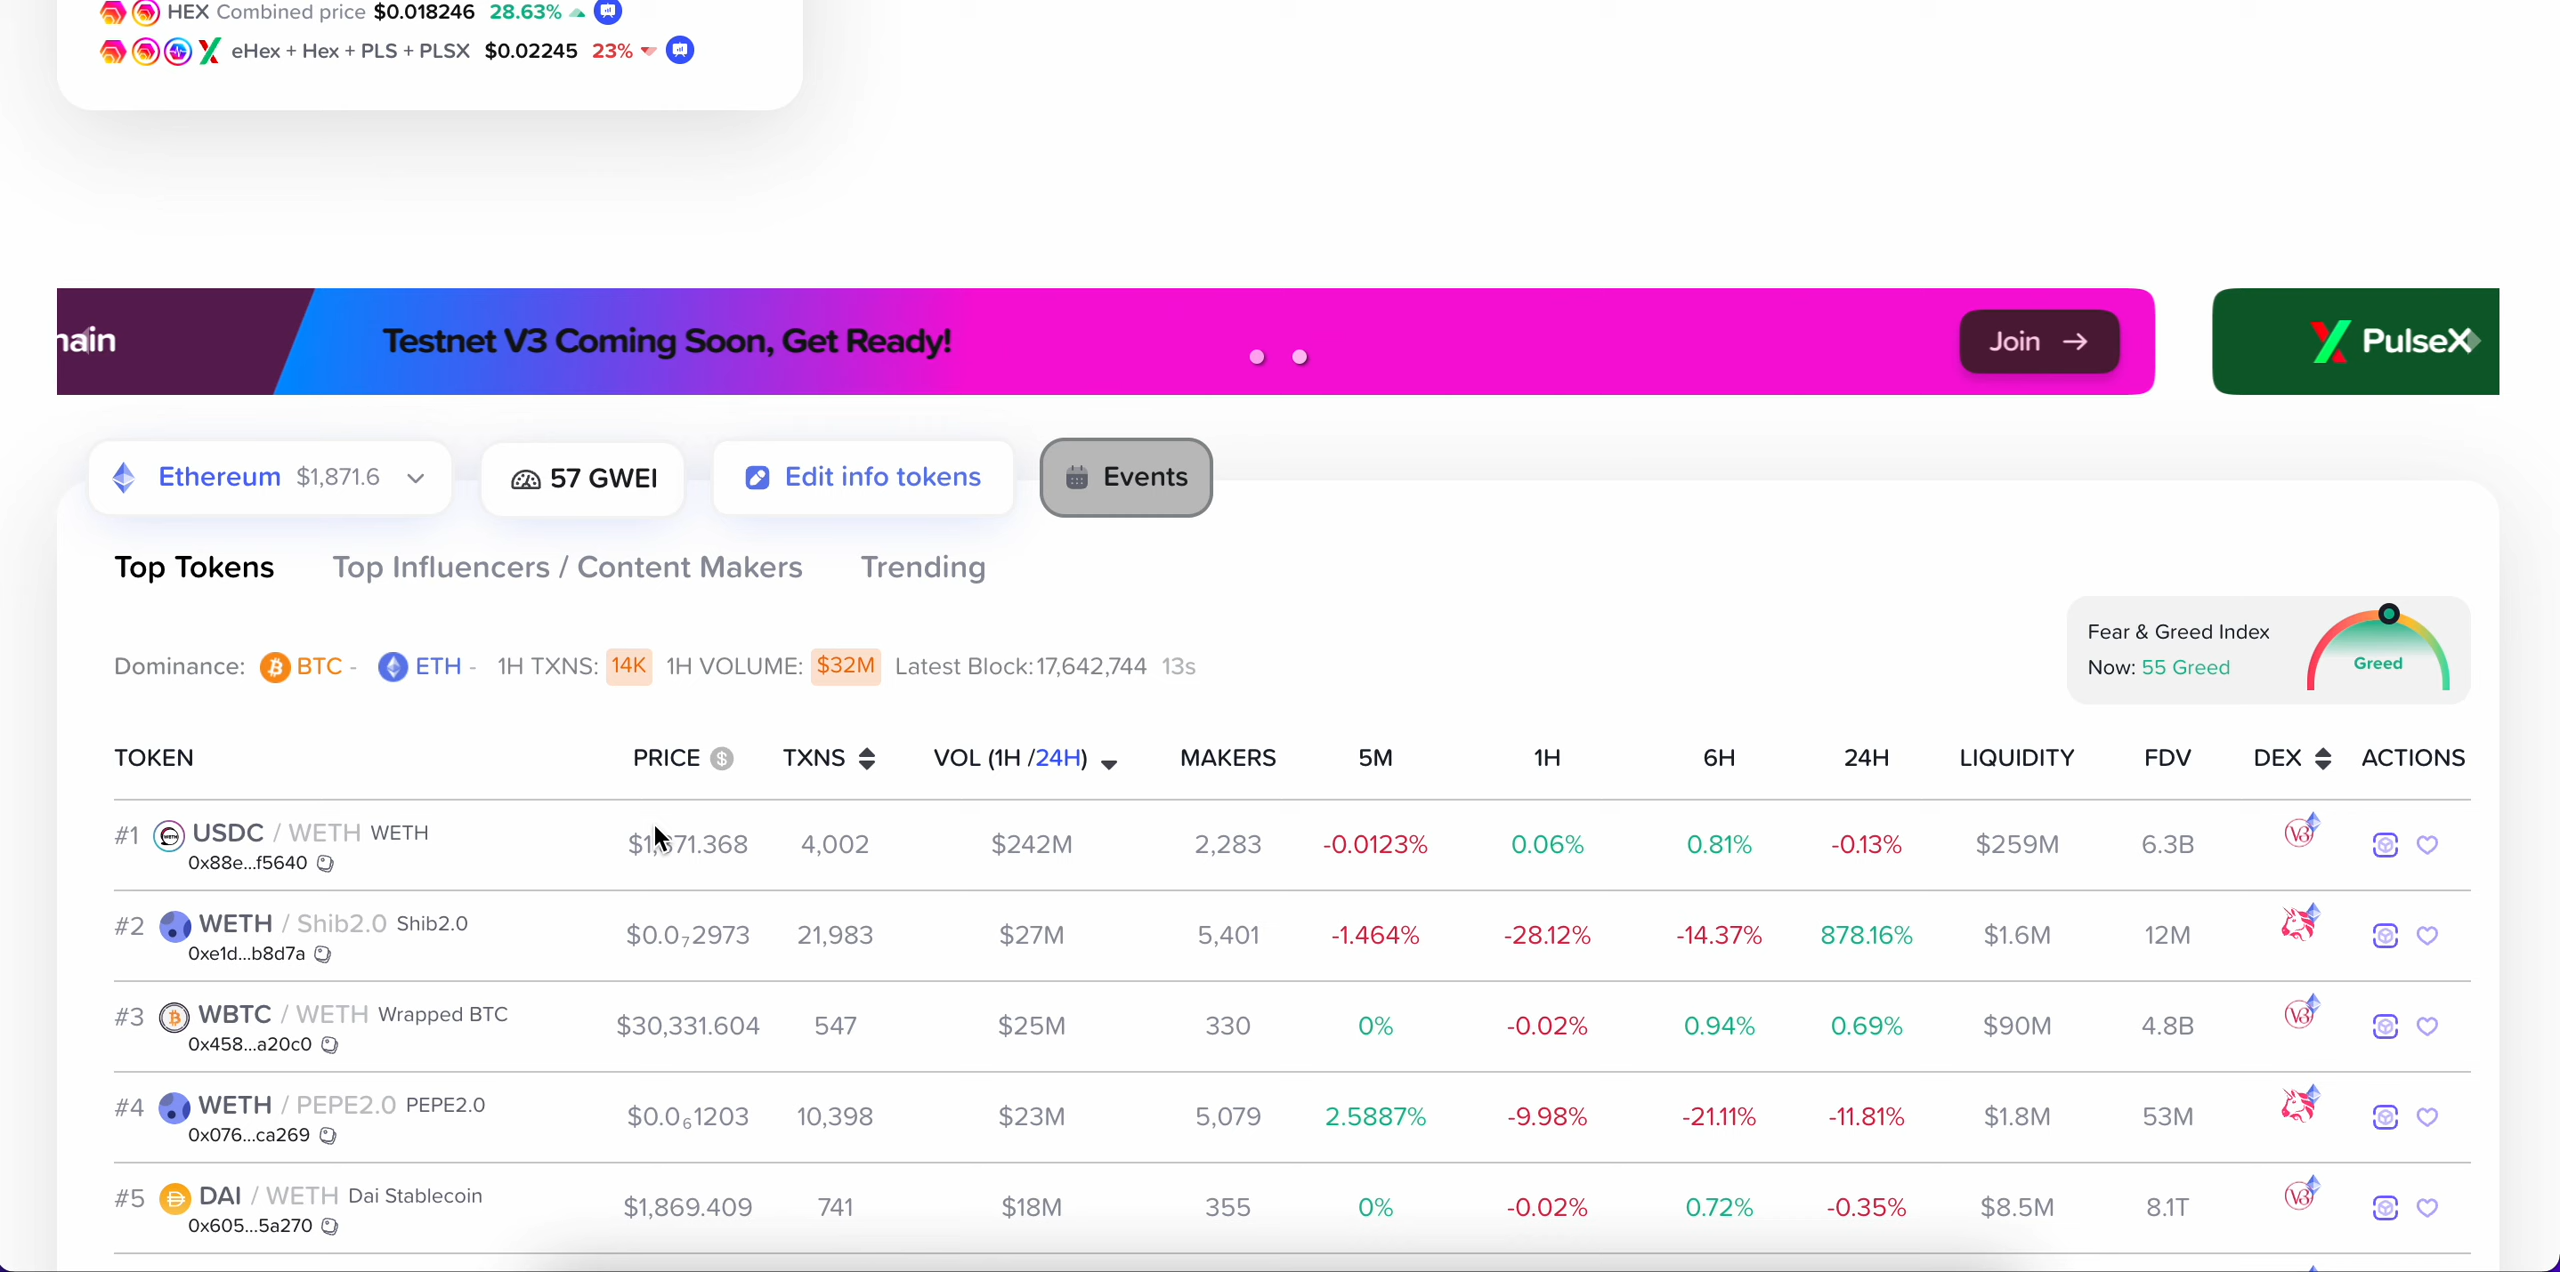 HEX Combined price $0.018246 28.63%
eHex + Hex + PLS + PLSX $0.02245 23%
Testnet V3 Coming Soon, Get Ready!
Join →
PulseX
Ethereum $1,871.6
57 GWEI
Edit info tokens
Events
Top Tokens Top Influencers / Content Makers Trending
Fear & Greed Index
Now: 55 Greed
Greed
Dominance: BTC - ETH - 1H TXNS: 14K 1H VOLUME: $32M Latest Block: 17,642,744 13s
TOKEN PRICE $ TXNS VOL (1H /24H) MAKERS 5M 1H 6H 24H LIQUIDITY FDV DEX ACTIONS
#1 USDC / WETH WETH 4,002 $242M 2,283 -0.0123% 0.06% 0.81% -0.13% $259M 6.3B V3
0x88e...f5640
#2 WETH / Shib2.0 Shib2.0 $0.0₇2973 21,983 $27M 5,401 -1.464% -28.12% -14.37% 878.16% $1.6M 12M
0xe1d...b8d7a
#3 WBTC / WETH Wrapped BTC $30,331.604 547 $25M 330 0% -0.02% 0.94% 0.69% $90M 4.8B V3
0x458...a20c0
#4 WETH / PEPE2.0 PEPE2.0 $0.0₆1203 10,398 $23M 5,079 2.5887% -9.98% -21.11% -11.81% $1.8M 53M
0x076...ca269
#5 DAI / WETH Dai Stablecoin $1,869.409 741 $18M 355 0% -0.02% 0.72% -0.35% $8.5M 8.1T V3
0x605...5a270